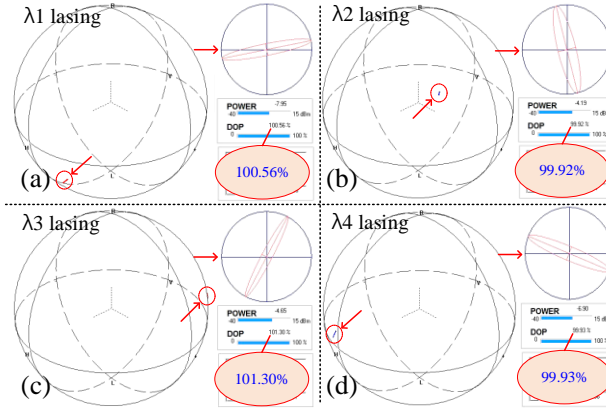 λ1 lasing
R
Y
H
L
(a)
POWER
-7.95
-40
15 dBm
DOP
100.56 %
0
100 %
100.56%
λ2 lasing
R
Y
H
L
(b)
POWER
-4.19
-40
15 dBm
DOP
99.92 %
0
100 %
99.92%
λ3 lasing
R
H
L
(c)
POWER
-4.65
-40
15 dBm
DOP
101.30 %
0
100 %
101.30%
λ4 lasing
R
H
L
(d)
POWER
-40
15 dBm
DOP
99.93 %
0
100 %
99.93%